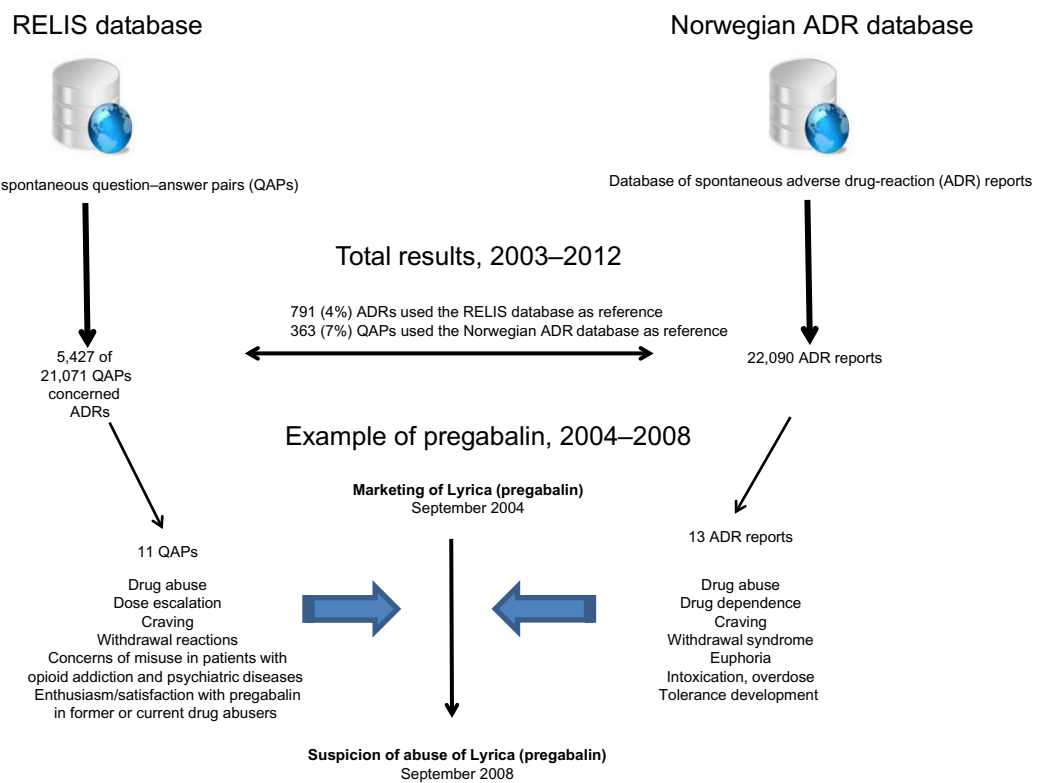 RELIS database
Norwegian ADR database
spontaneous question–answer pairs (QAPs)
Database of spontaneous adverse drug-reaction (ADR) reports
Total results, 2003–2012
791 (4%) ADRs used the RELIS database as reference
363 (7%) QAPs used the Norwegian ADR database as reference
5,427 of
21,071 QAPs
concerned
ADRs
22,090 ADR reports
Example of pregabalin, 2004–2008
Marketing of Lyrica (pregabalin)
September 2004
11 QAPs
Drug abuse
Dose escalation
Craving
Withdrawal reactions
Concerns of misuse in patients with
opioid addiction and psychiatric diseases
Enthusiasm/satisfaction with pregabalin
in former or current drug abusers
13 ADR reports
Drug abuse
Drug dependence
Craving
Withdrawal syndrome
Euphoria
Intoxication, overdose
Tolerance development
Suspicion of abuse of Lyrica (pregabalin)
September 2008